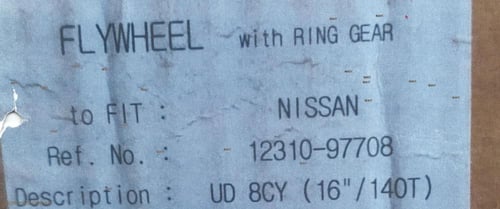 FLYWHEEL with RING GEAR
to FIT : NISSAN
Ref. No. : 12310-97708
Description : UD 8CY (16"/140T)